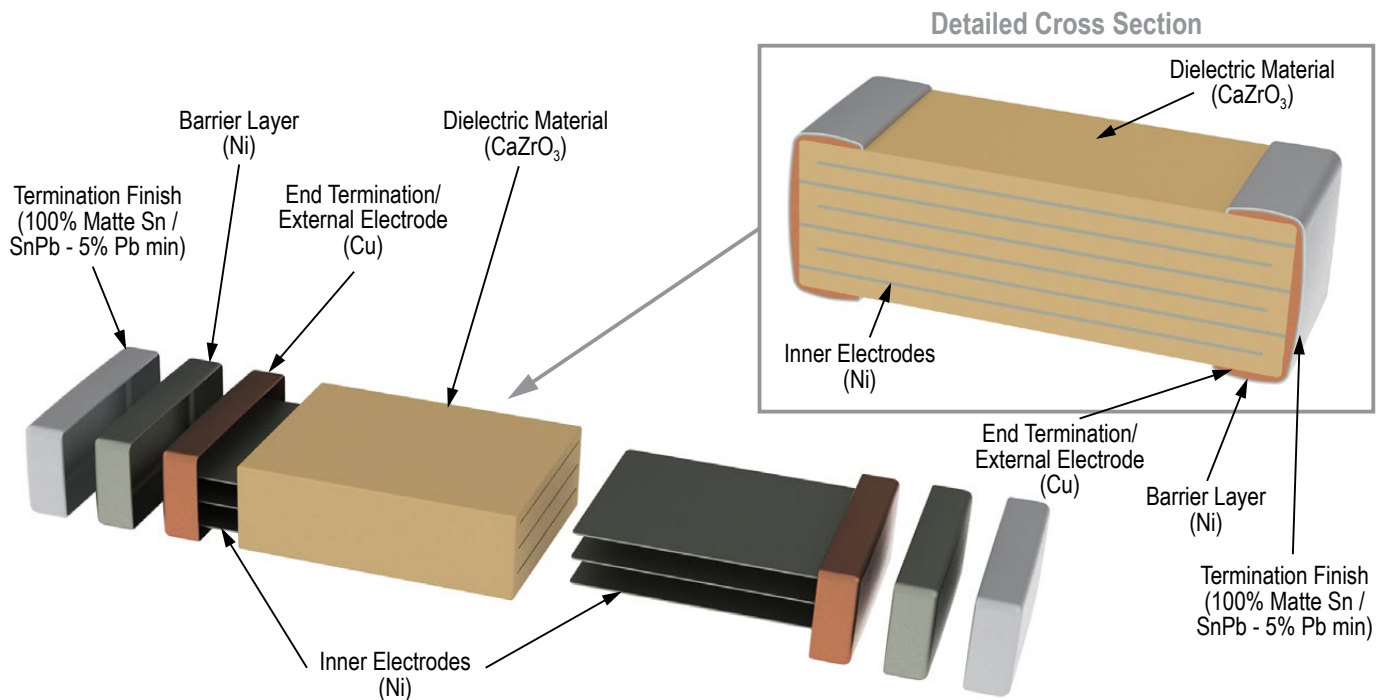 Detailed Cross Section
Dielectric Material
(CaZrO₃)
Inner Electrodes
(Ni)
End Termination/
External Electrode
(Cu)
Barrier Layer
(Ni)
Termination Finish
(100% Matte Sn /
SnPb - 5% Pb min)
Dielectric Material
(CaZrO₃)
Barrier Layer
(Ni)
End Termination/
External Electrode
(Cu)
Termination Finish
(100% Matte Sn /
SnPb - 5% Pb min)
Inner Electrodes
(Ni)